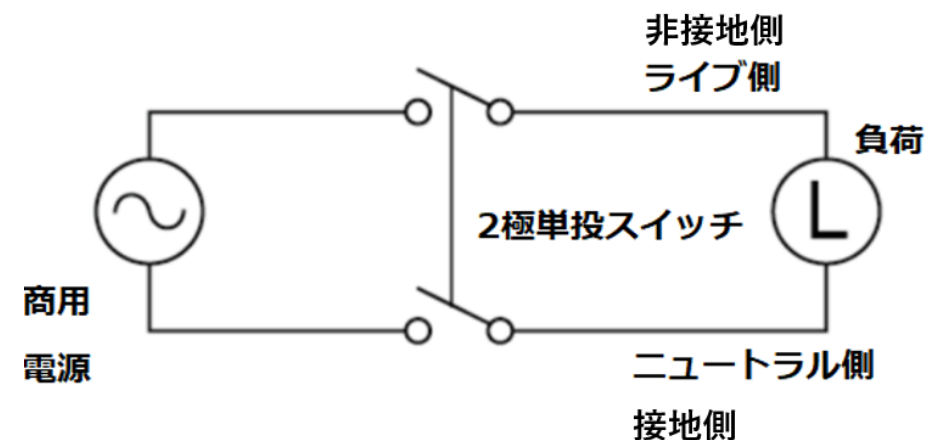 非接地側
ライブ側
負荷
L
2極単投スイッチ
商用
電源
ニュートラル側
接地側